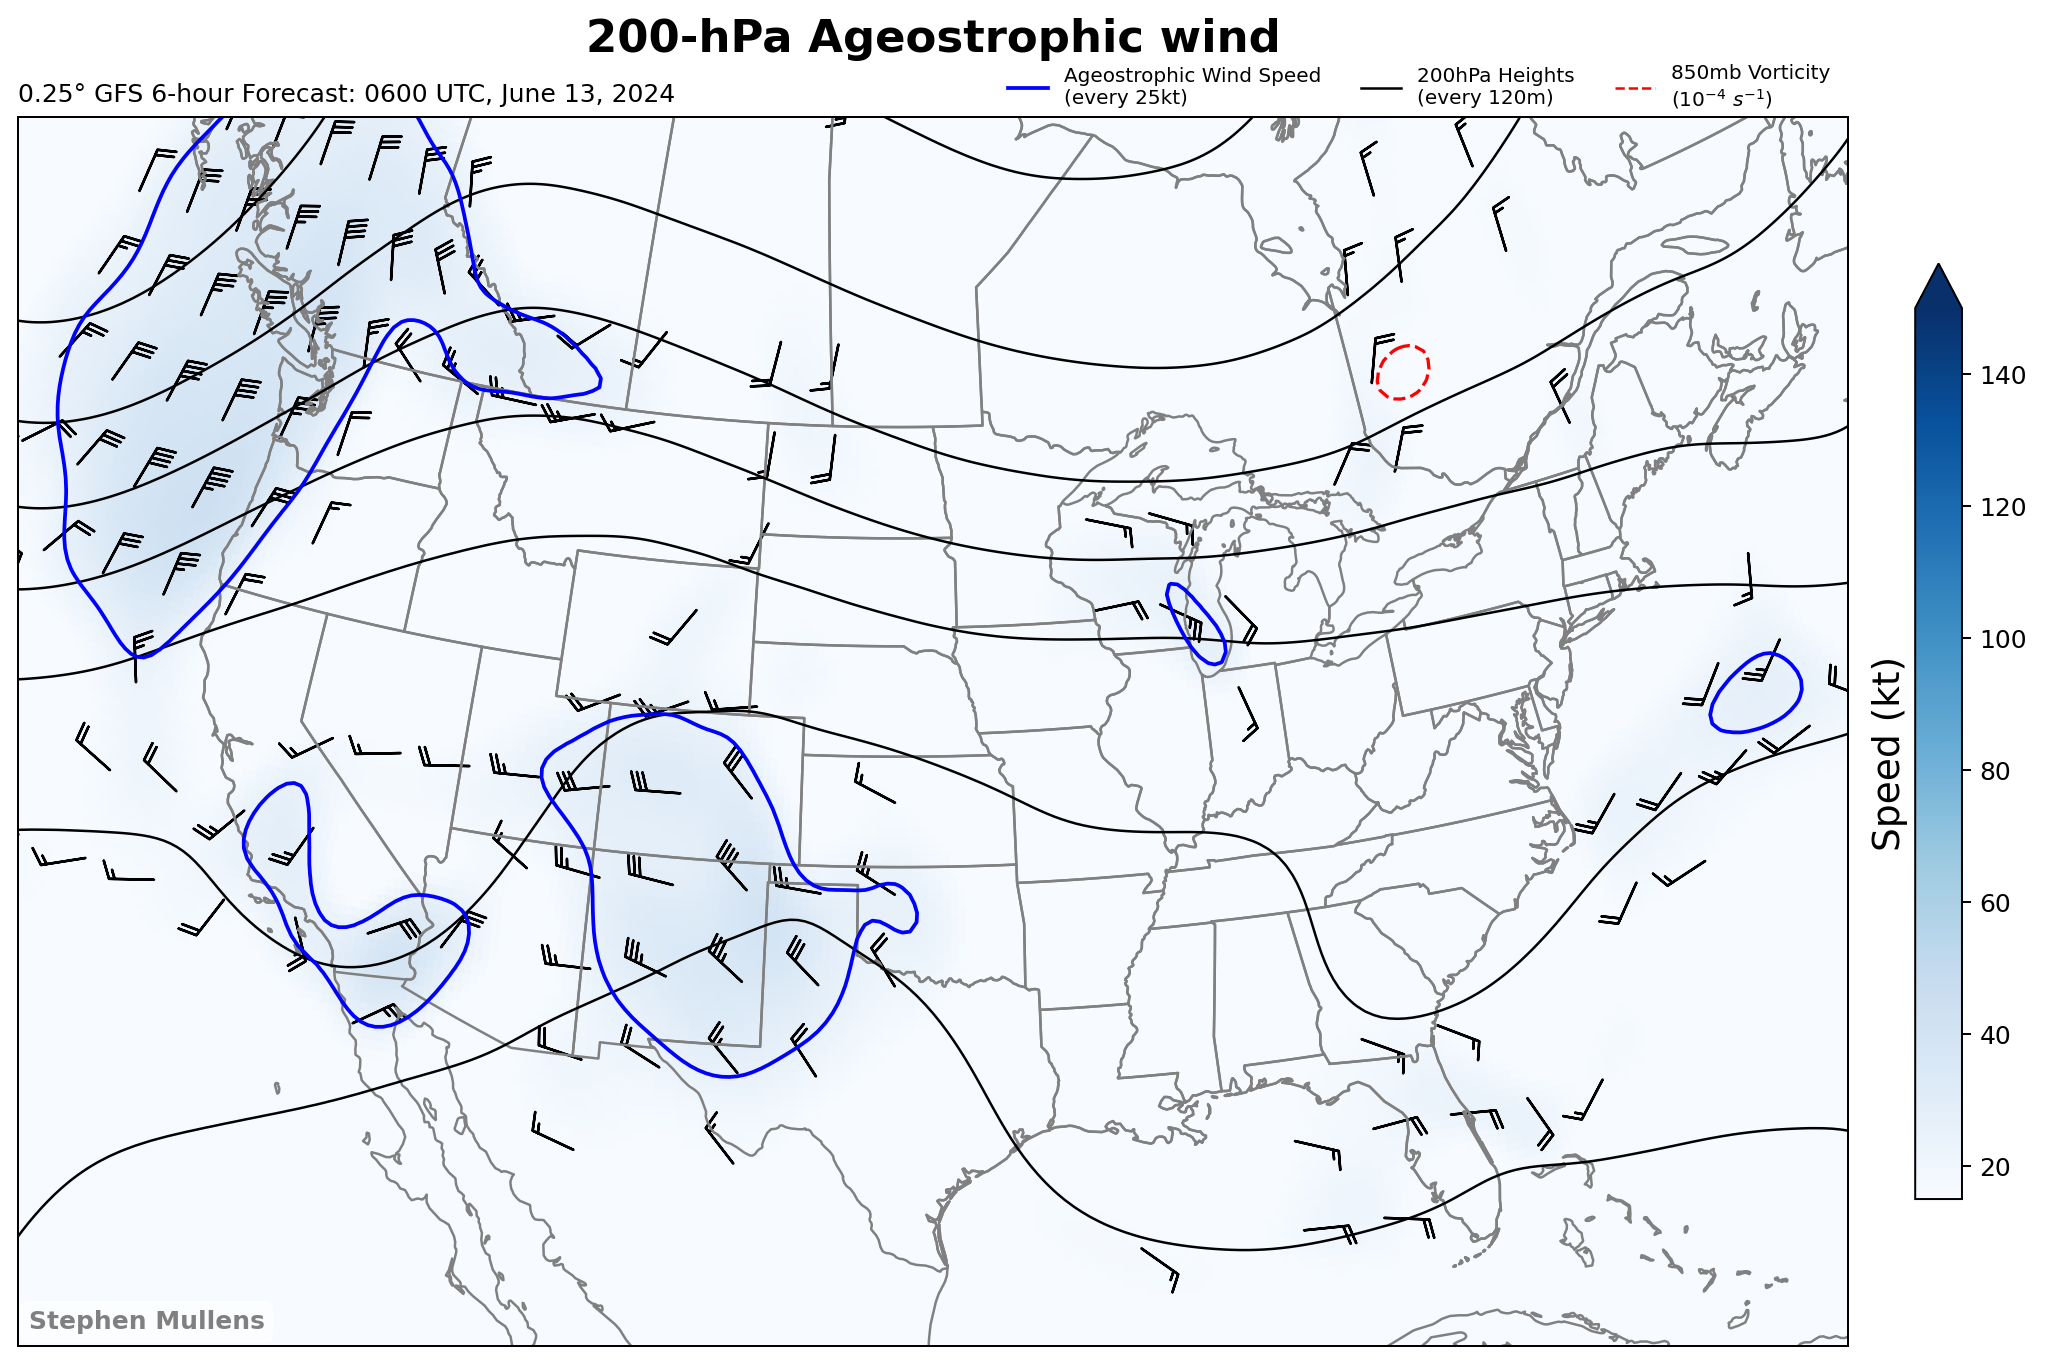 200-hPa Ageostrophic wind
0.25° GFS 6-hour Forecast: 0600 UTC, June 13, 2024
Ageostrophic Wind Speed
(every 25kt)
200hPa Heights
(every 120m)
850mb Vorticity
(10⁻⁴ s⁻¹)
140
120
100
80
60
40
20
Speed (kt)
Stephen Mullens